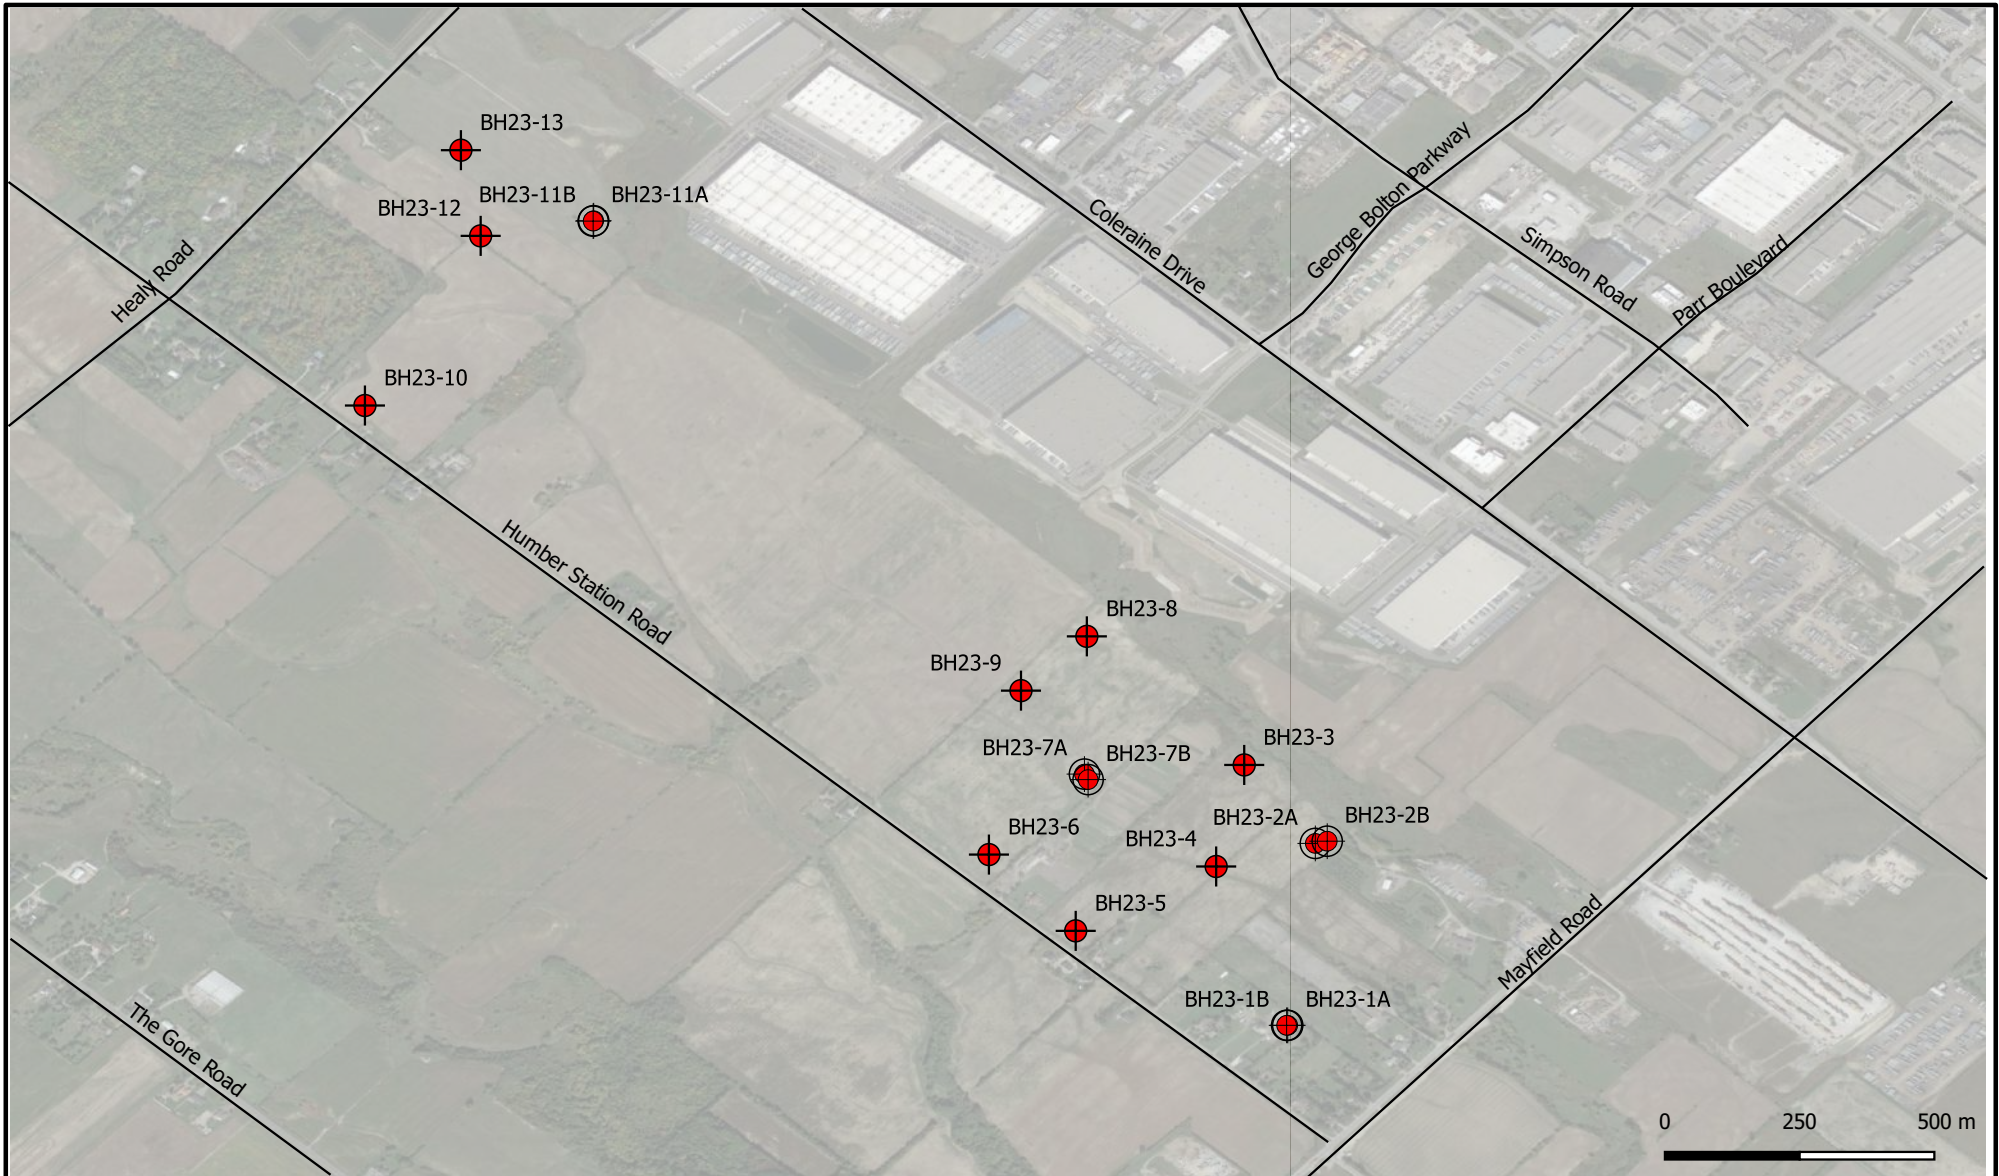 BH23-13
BH23-11B
BH23-11A
BH23-12
Coleraine Drive
George Bolton Parkway
Simpson Road
Parr Boulevard
Healy Road
BH23-10
Humber Station Road
BH23-8
BH23-9
BH23-3
BH23-7A
BH23-7B
BH23-2A
BH23-2B
BH23-6
BH23-4
BH23-5
Mayfield Road
BH23-1B
BH23-1A
The Gore Road
0 250 500 m